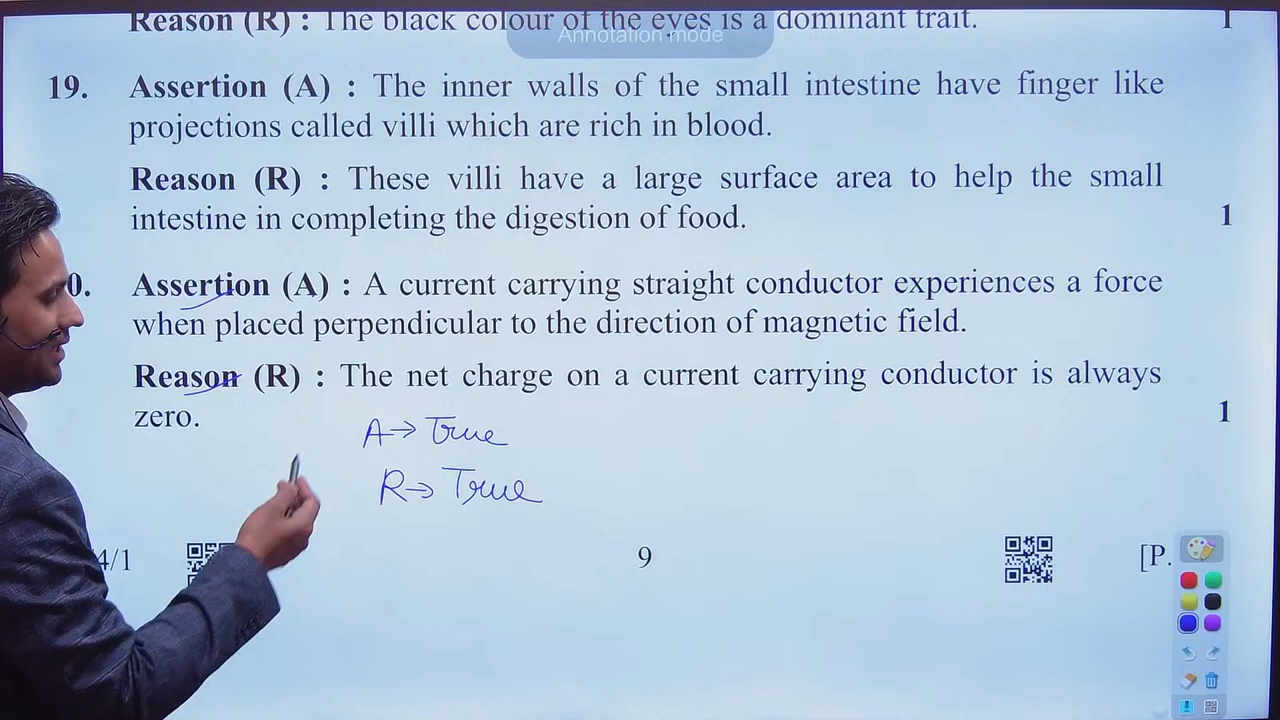 Reason (R) : The black colour of the eyes is a dominant trait. 1
Annotation mode
19. Assertion (A) : The inner walls of the small intestine have finger like
projections called villi which are rich in blood.
Reason (R) : These villi have a large surface area to help the small
intestine in completing the digestion of food. 1
0. Assertion (A) : A current carrying straight conductor experiences a force
when placed perpendicular to the direction of magnetic field.
Reason (R) : The net charge on a current carrying conductor is always
zero. 1
A→ True
R→ True
4/1 9 [P.